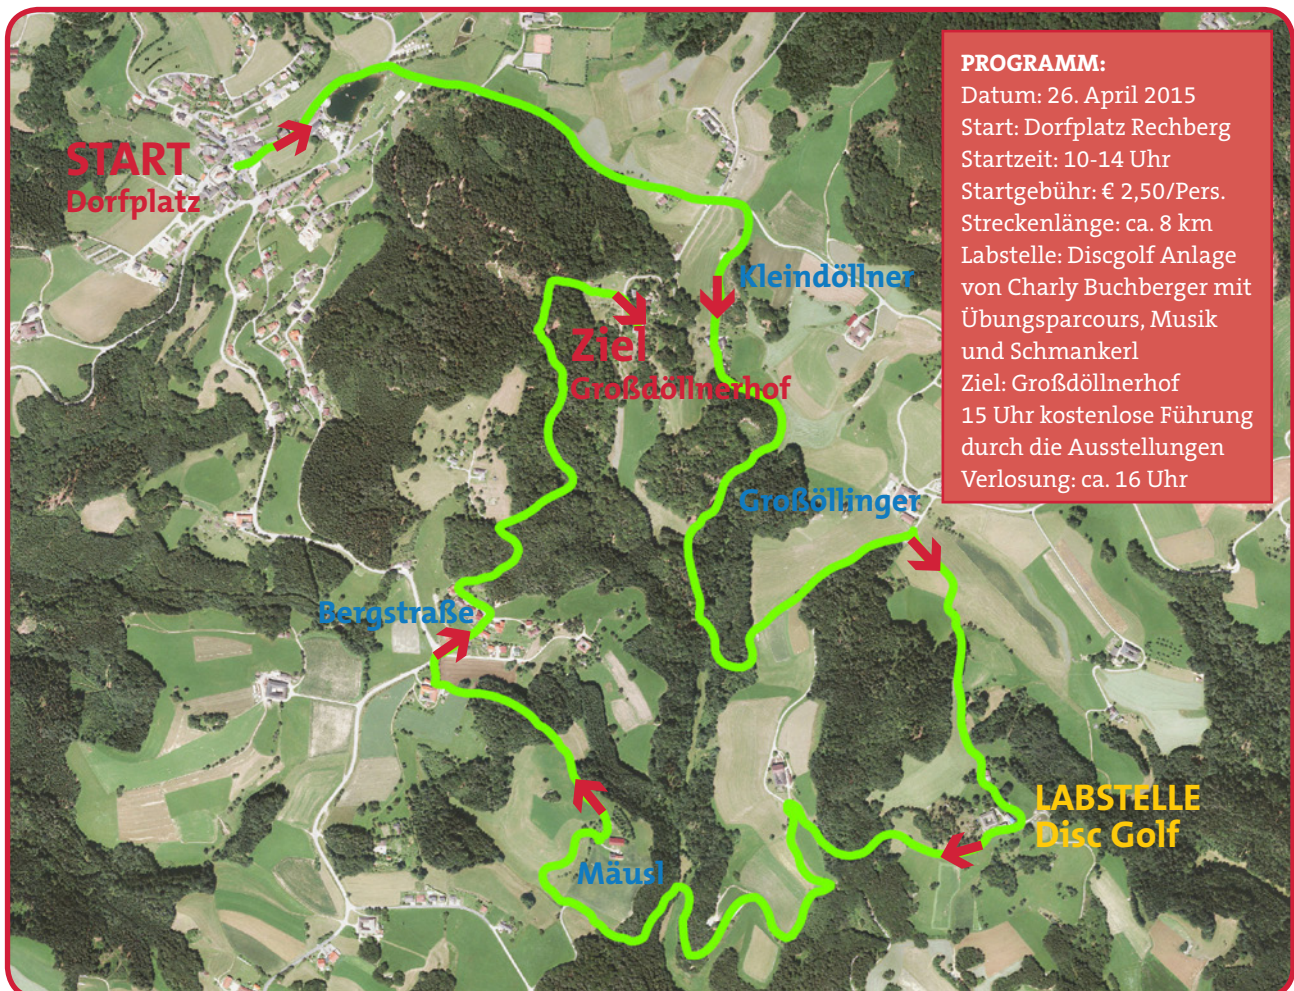 START
Dorfplatz
PROGRAMM:
Datum: 26. April 2015
Start: Dorfplatz Rechberg
Startzeit: 10-14 Uhr
Startgebühr: € 2,50/Pers.
Streckenlänge: ca. 8 km
Labstelle: Discgolf Anlage
von Charly Buchberger mit
Übungsparcours, Musik
und Schmankerl
Ziel: Großdöllnerhof
15 Uhr kostenlose Führung
durch die Ausstellungen
Verlosung: ca. 16 Uhr
Kleindöllner
Ziel
Großdöllnerhof
Großöllinger
Bergstraße
LABSTELLE
Disc Golf
Mäusl